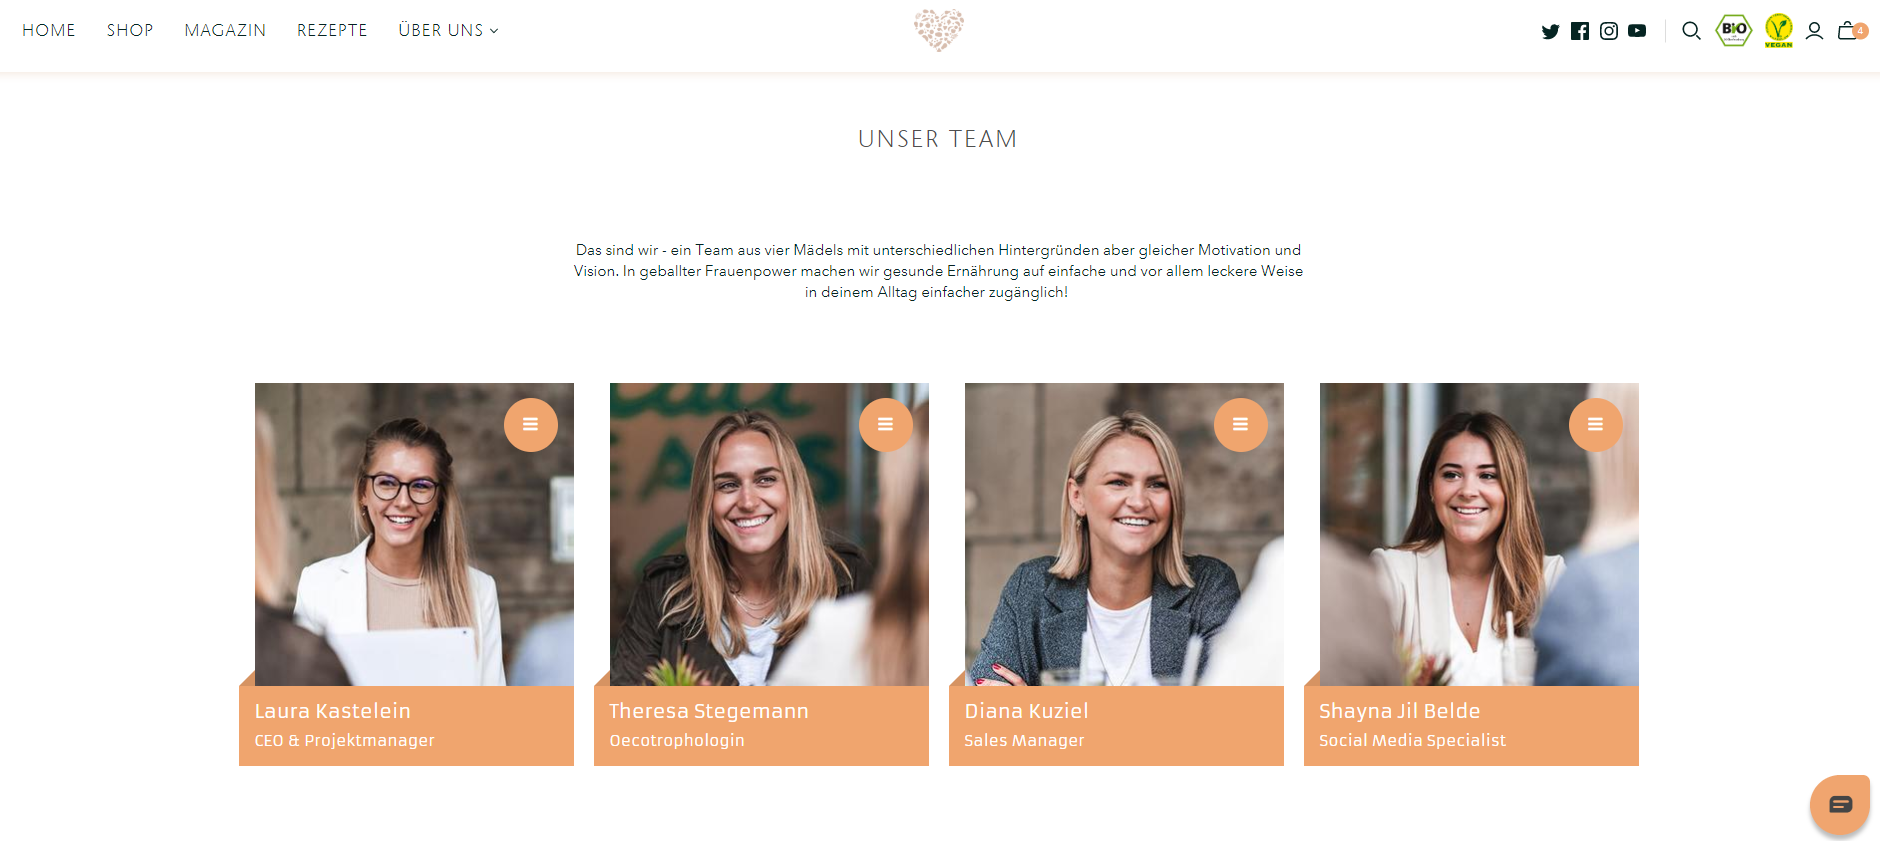 HOME SHOP MAGAZIN REZEPTE ÜBER UNS
BIO
VEGAN
4
UNSER TEAM
Das sind wir - ein Team aus vier Mädels mit unterschiedlichen Hintergründen aber gleicher Motivation und
Vision. In geballter Frauenpower machen wir gesunde Ernährung auf einfache und vor allem leckere Weise
in deinem Alltag einfacher zugänglich!
Laura Kastelein
CEO & Projektmanager
Theresa Stegemann
Oecotrophologin
Diana Kuziel
Sales Manager
Shayna Jil Belde
Social Media Specialist